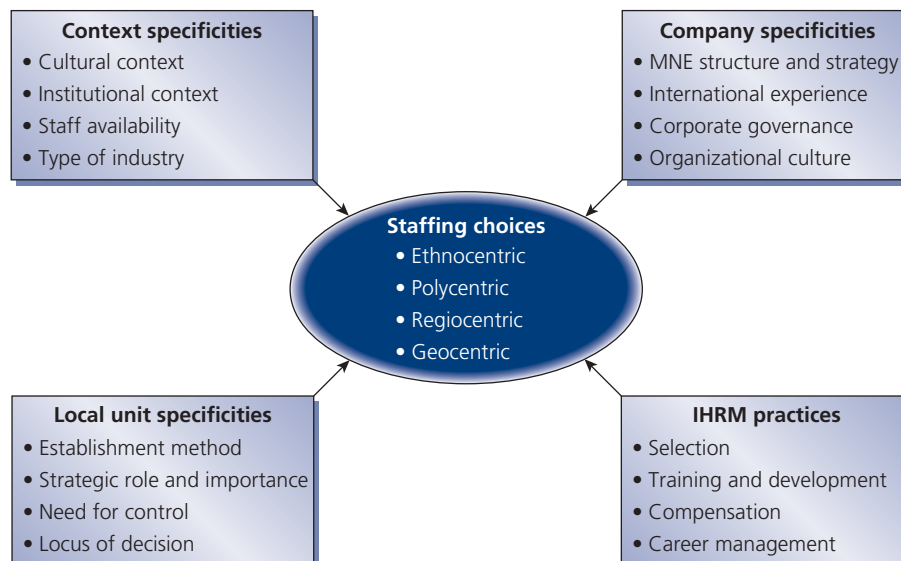 Context specificities
• Cultural context
• Institutional context
• Staff availability
• Type of industry
Company specificities
• MNE structure and strategy
• International experience
• Corporate governance
• Organizational culture
Staffing choices
• Ethnocentric
• Polycentric
• Regiocentric
• Geocentric
Local unit specificities
• Establishment method
• Strategic role and importance
• Need for control
• Locus of decision
IHRM practices
• Selection
• Training and development
• Compensation
• Career management